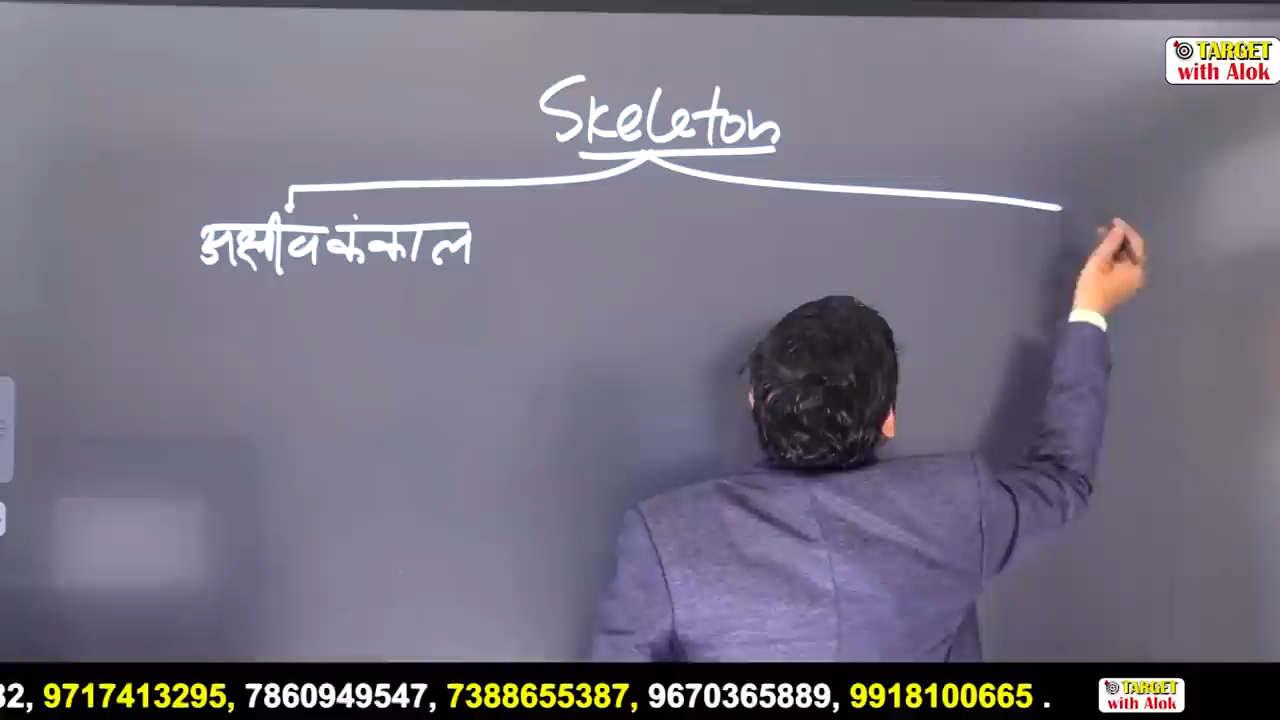 TARGET
with Alok
Skeleton
अक्षीय कंकाल
32, 9717413295, 7860949547, 7388655387, 9670365889, 9918100665 .
TARGET
with Alok